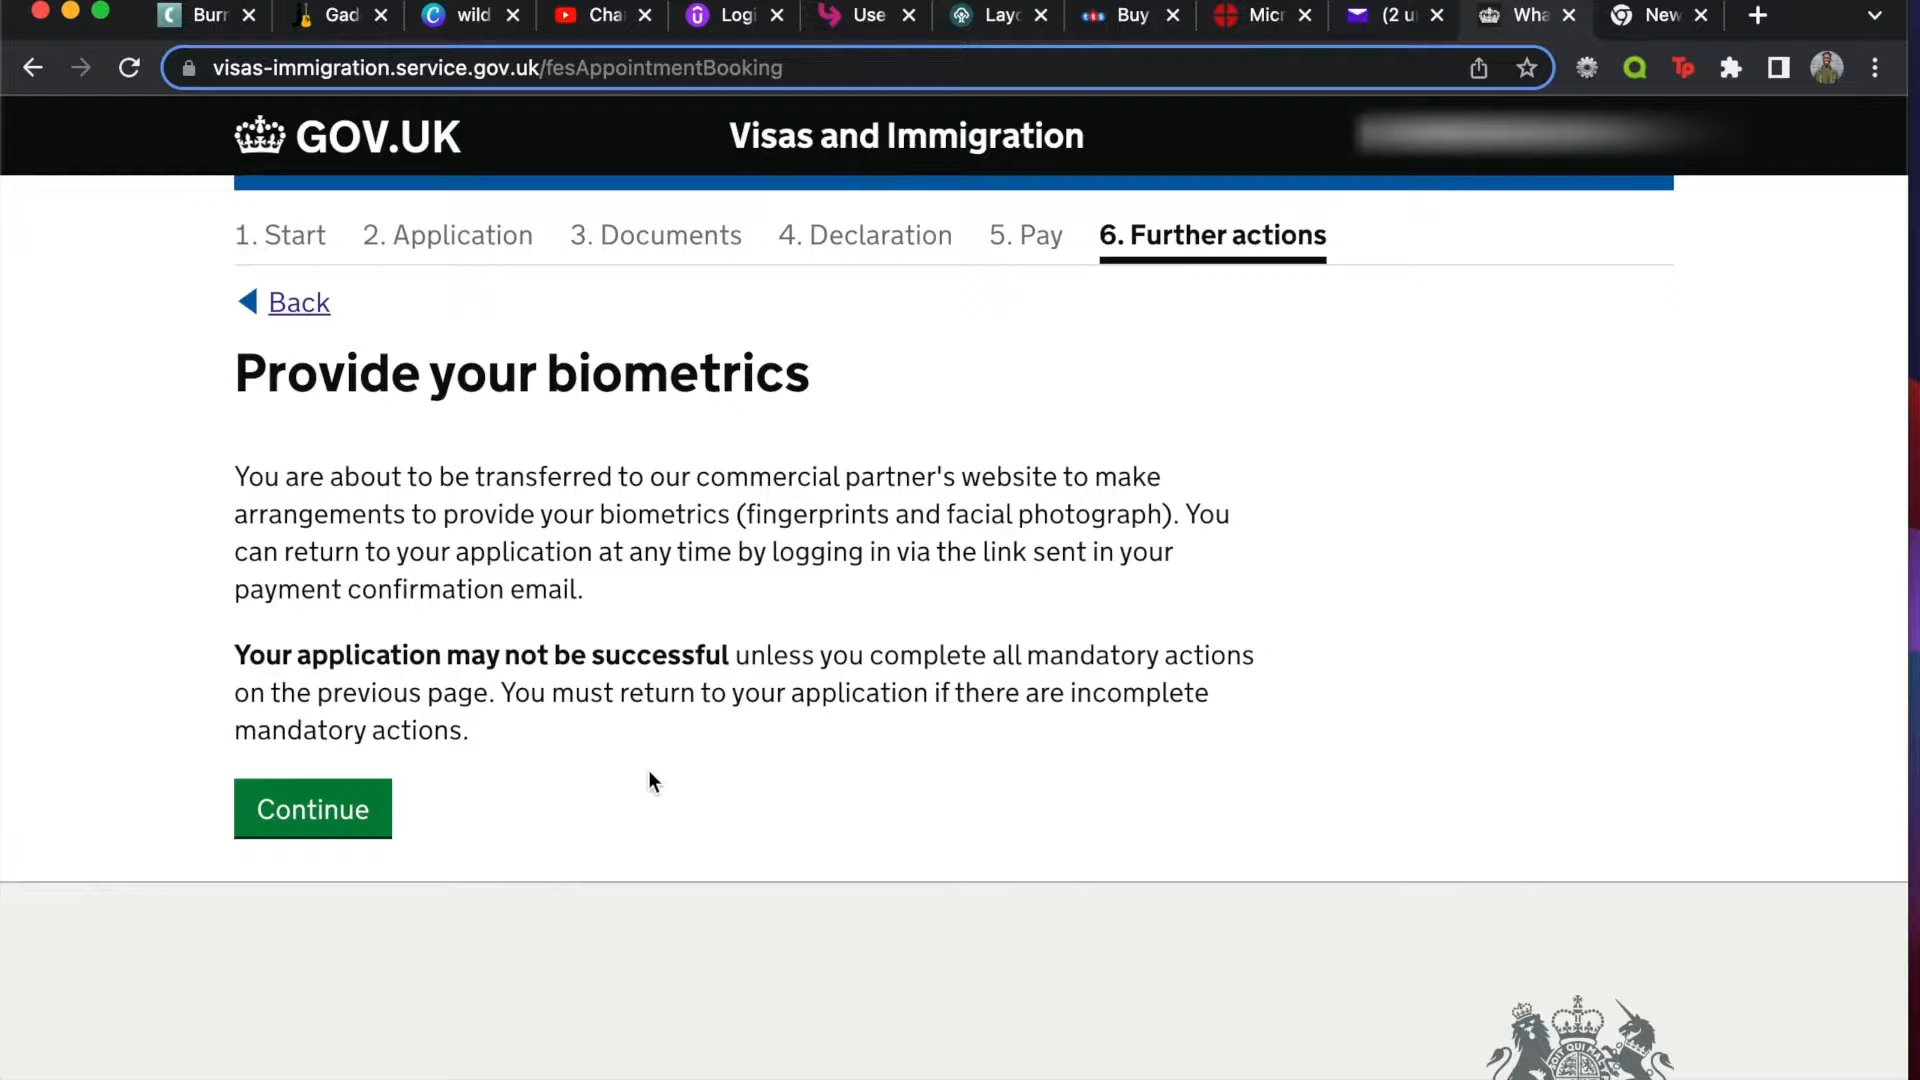 Burr
Gad
wild
Cha
Logi
Use
Layo
Buy
Micr
(2 u
Wha
New
visas-immigration.service.gov.uk/fesAppointmentBooking
Tp
GOV.UK
Visas and Immigration
1. Start
2. Application
3. Documents
4. Declaration
5. Pay
6. Further actions
Back
Provide your biometrics
You are about to be transferred to our commercial partner's website to make
arrangements to provide your biometrics (fingerprints and facial photograph). You
can return to your application at any time by logging in via the link sent in your
payment confirmation email.
Your application may not be successful unless you complete all mandatory actions
on the previous page. You must return to your application if there are incomplete
mandatory actions.
Continue